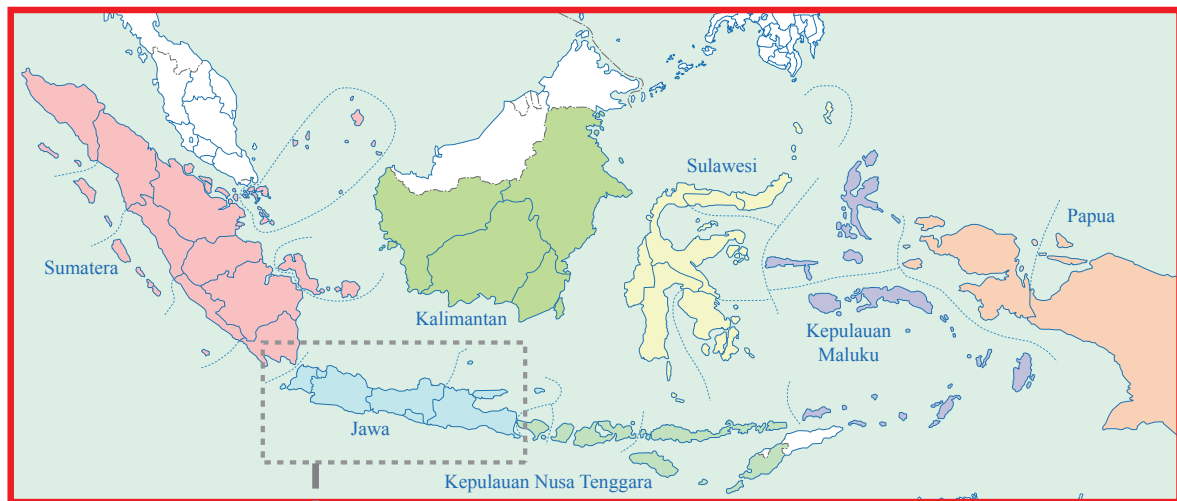 Sulawesi
Papua
Sumatera
Kalimantan
Kepulauan
Maluku
Jawa
Kepulauan Nusa Tenggara